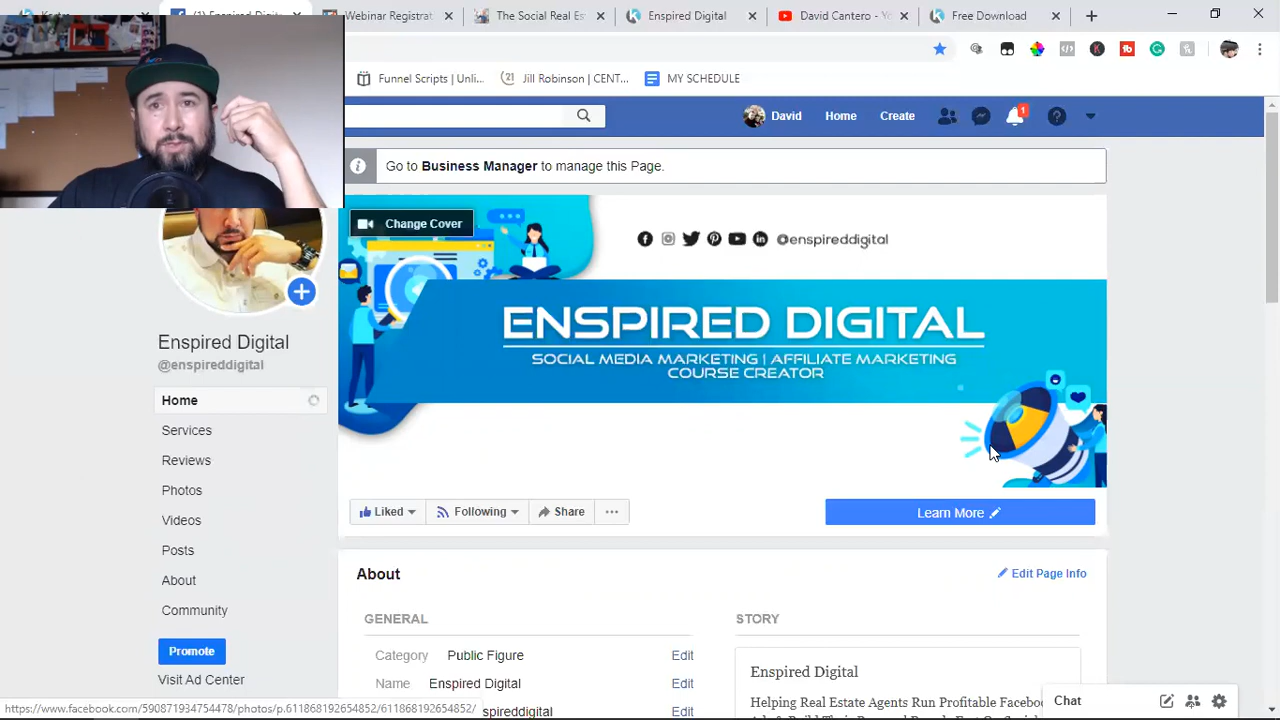 Webinar Registrat
The Social Real Es
Enspired Digital
David Cantero - Yo
Free Download
Funnel Scripts | Unli...
Jill Robinson | CENT...
MY SCHEDULE
David
Home
Create
1
Go to Business Manager to manage this Page.
Change Cover
@enspireddigital
ENSPIRED DIGITAL
SOCIAL MEDIA MARKETING | AFFILIATE MARKETING
COURSE CREATOR
Enspired Digital
@enspireddigital
Home
Services
Reviews
Photos
Videos
Posts
About
Community
Promote
Visit Ad Center
Liked
Following
Share
Learn More
About
Edit Page Info
GENERAL
STORY
Category Public Figure Edit
Name Enspired Digital Edit
spireddigital Edit
Enspired Digital
Helping Real Estate Agents Run Profitable Facebo
Chat
https://www.facebook.com/590871934754478/photos/p.611868192654852/611868192654852/